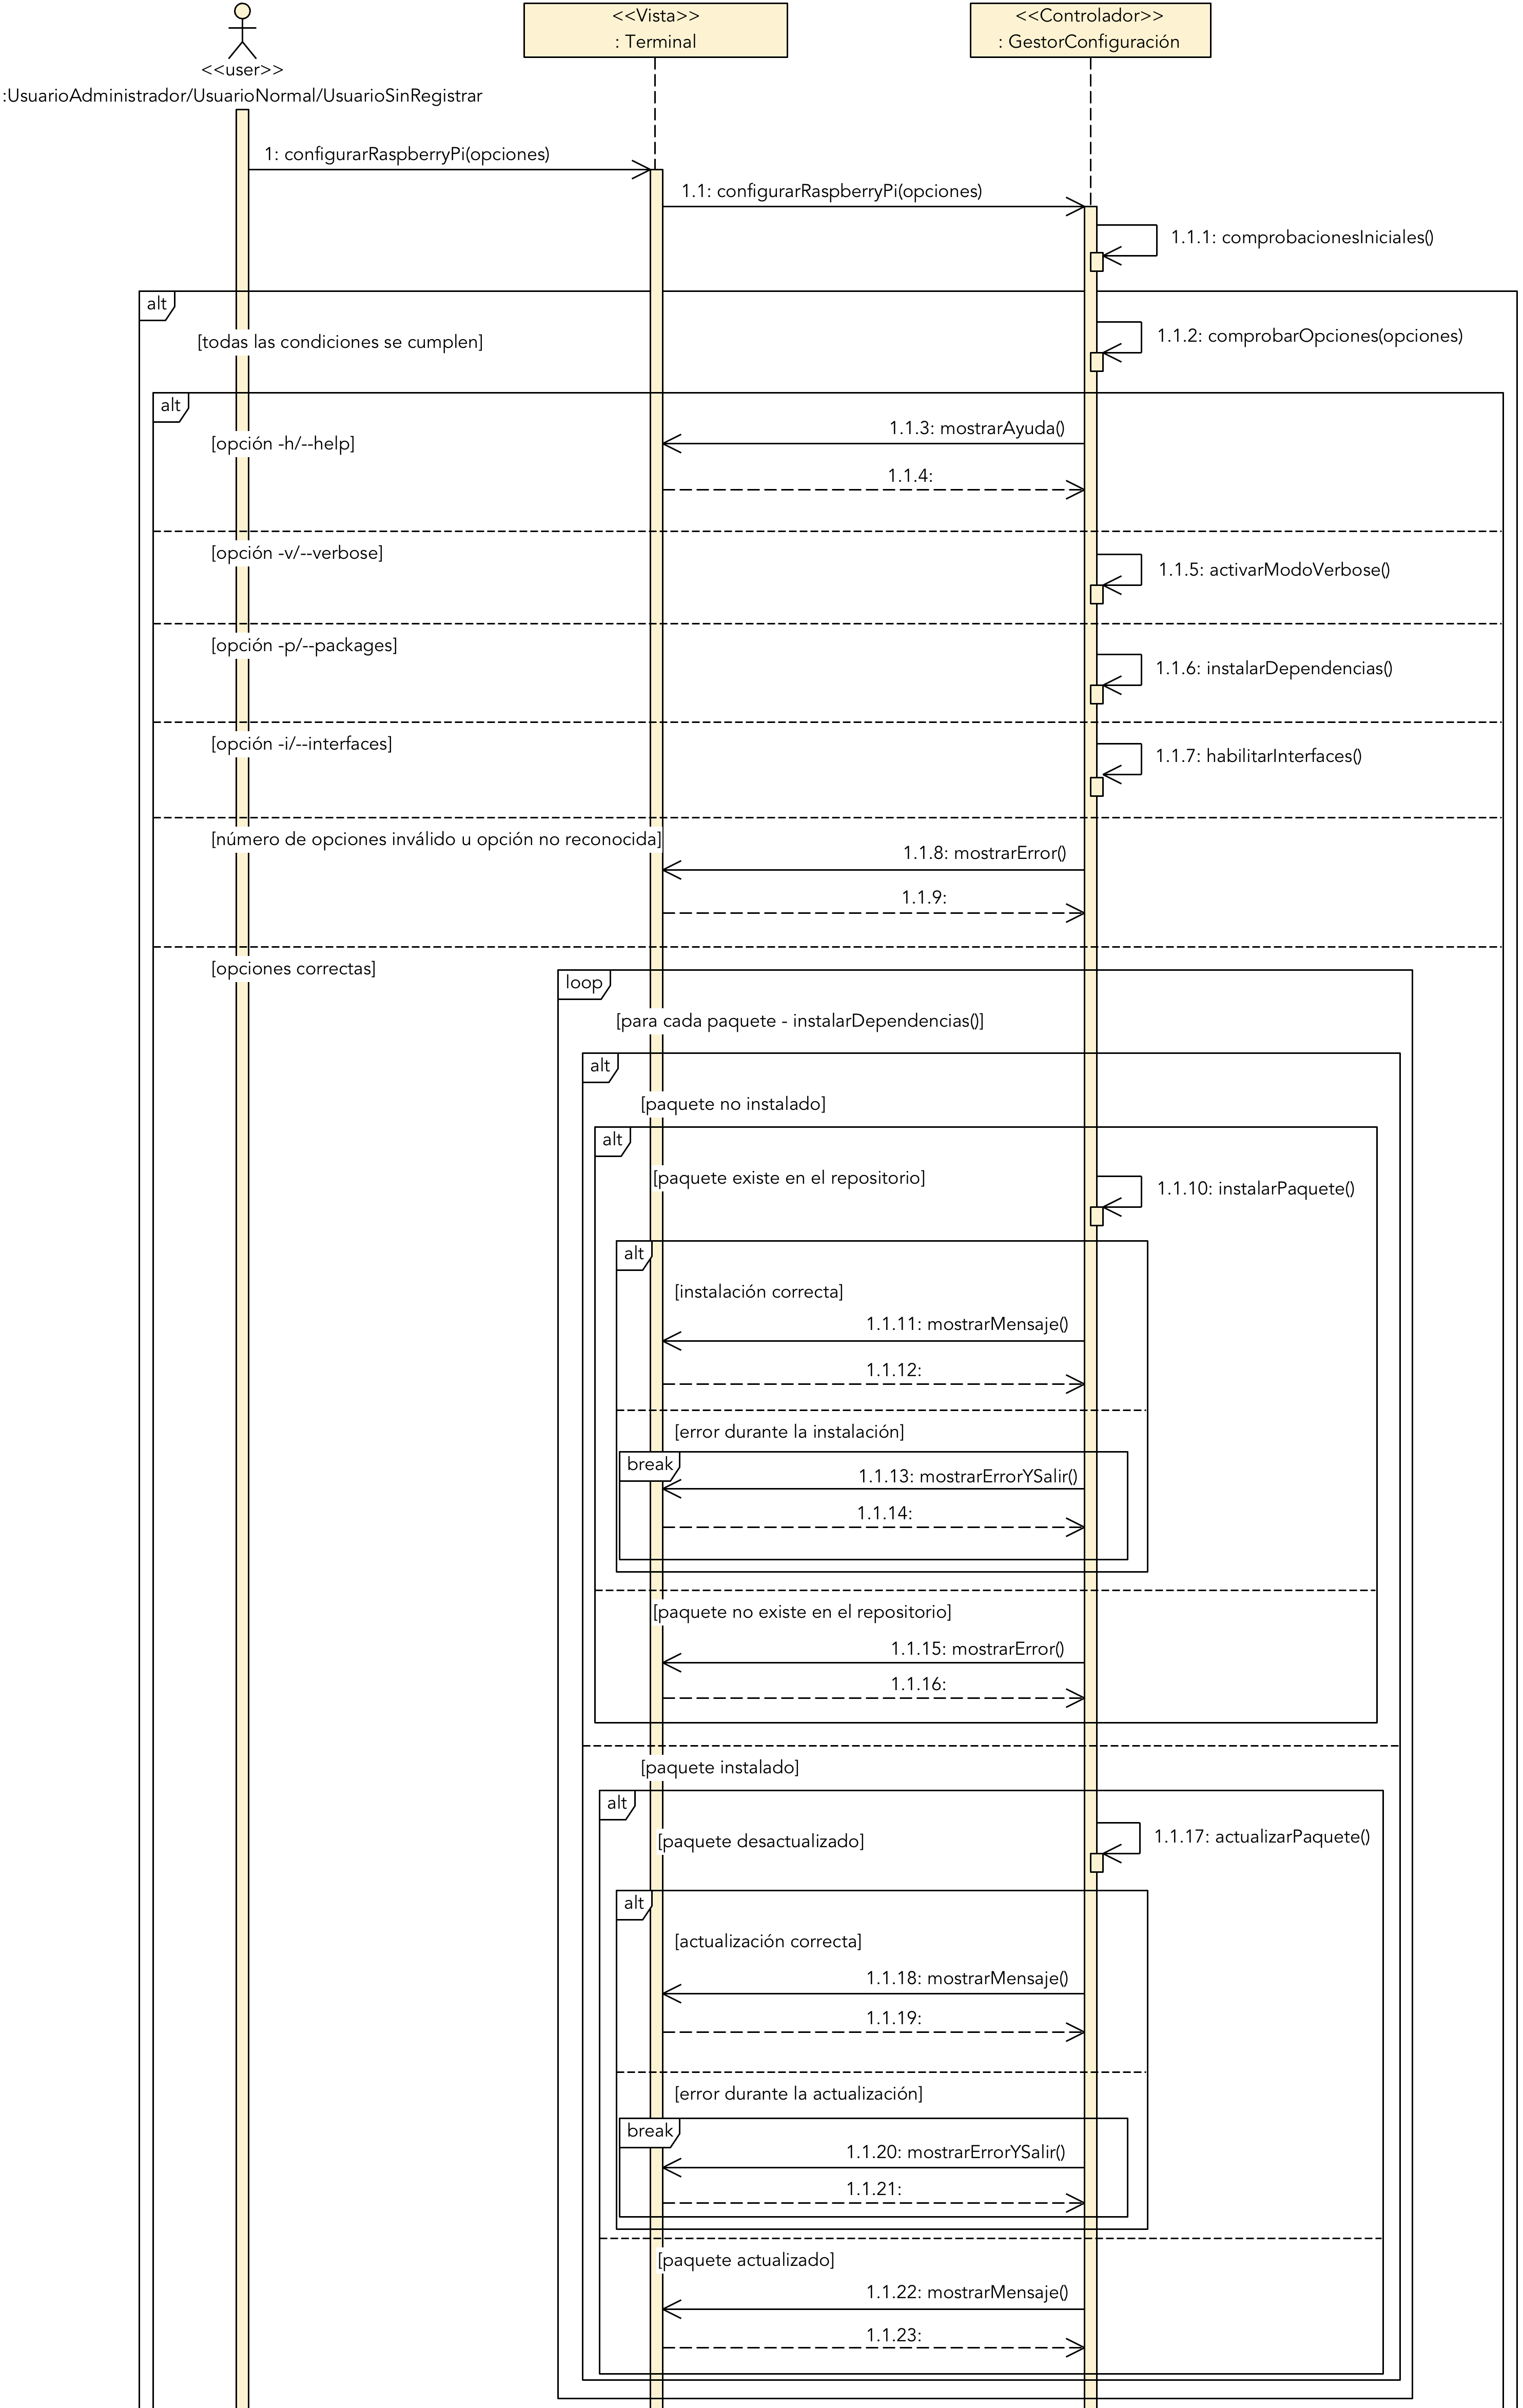 <<Vista>>
: Terminal
<<Controlador>>
: GestorConfiguración
<<user>>
:UsuarioAdministrador/UsuarioNormal/UsuarioSinRegistrar
1: configurarRaspberryPi(opciones)
1.1: configurarRaspberryPi(opciones)
1.1.1: comprobacionesIniciales()
alt
[todas las condiciones se cumplen]
1.1.2: comprobarOpciones(opciones)
alt
[opción -h/--help]
1.1.3: mostrarAyuda()
1.1.4:
[opción -v/--verbose]
1.1.5: activarModoVerbose()
[opción -p/--packages]
1.1.6: instalarDependencias()
[opción -i/--interfaces]
1.1.7: habilitarInterfaces()
[número de opciones inválido u opción no reconocida]
1.1.8: mostrarError()
1.1.9:
[opciones correctas]
loop
[para cada paquete - instalarDependencias()]
alt
[paquete no instalado]
alt
[paquete existe en el repositorio]
1.1.10: instalarPaquete()
alt
[instalación correcta]
1.1.11: mostrarMensaje()
1.1.12:
[error durante la instalación]
break
1.1.13: mostrarErrorYSalir()
1.1.14:
[paquete no existe en el repositorio]
1.1.15: mostrarError()
1.1.16:
[paquete instalado]
alt
[paquete desactualizado]
1.1.17: actualizarPaquete()
alt
[actualización correcta]
1.1.18: mostrarMensaje()
1.1.19:
[error durante la actualización]
break
1.1.20: mostrarErrorYSalir()
1.1.21:
[paquete actualizado]
1.1.22: mostrarMensaje()
1.1.23: